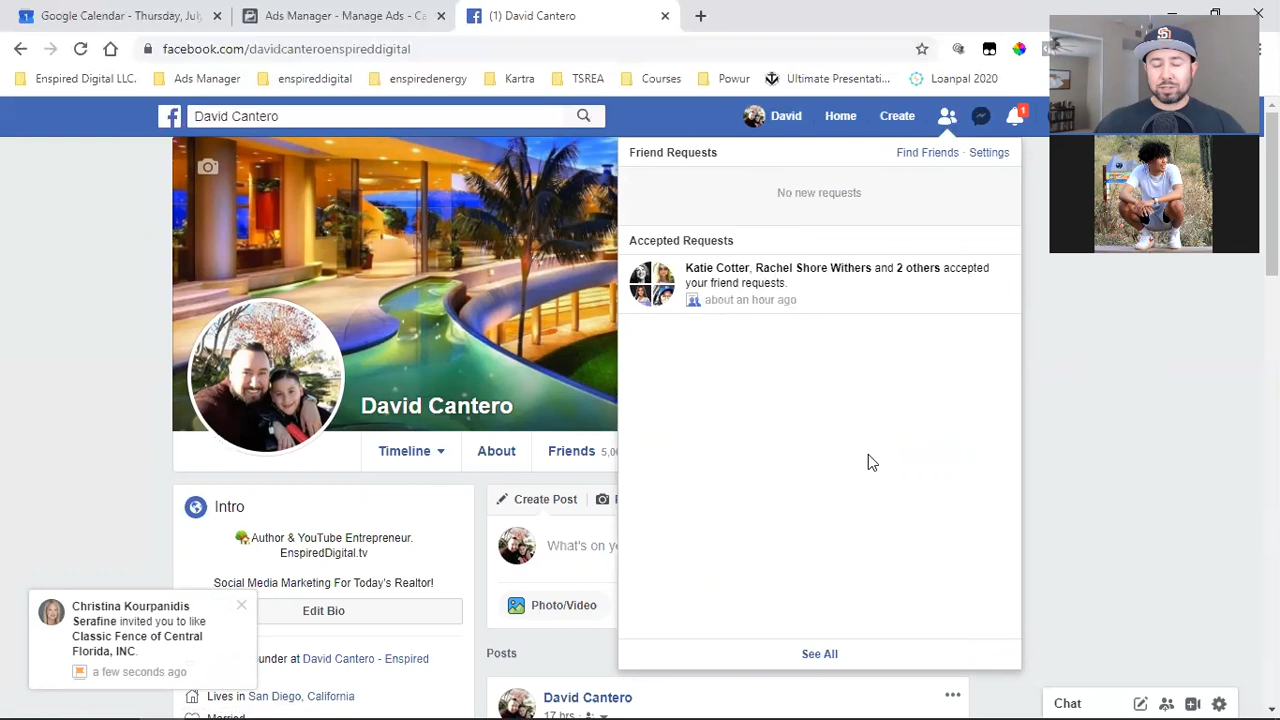 Google Calendar - Thursday, July
Ads Manager - Manage Ads - Ca
(1) David Cantero
facebook.com/davidcanteroenspireddigital
Enspired Digital LLC.
Ads Manager
enspireddigital
enspiredenergy
Kartra
TSREA
Courses
Powur
Ultimate Presentati...
Loanpal 2020
David Cantero
David
Home
Create
1
Friend Requests
Find Friends · Settings
No new requests
Accepted Requests
Katie Cotter, Rachel Shore Withers and 2 others accepted
your friend requests.
about an hour ago
See All
David Cantero
Timeline
About
Friends
Intro
Author & YouTube Entrepreneur.
EnspiredDigital.tv
Social Media Marketing For Today's Realtor!
Edit Bio
David Cantero - Enspired
Lives in San Diego, California
Create Post
What's on
Photo/Video
Posts
David Cantero
17 hrs ·
Christina Kourpanidis
Serafine invited you to like
Classic Fence of Central
Florida, INC.
a few seconds ago
Chat